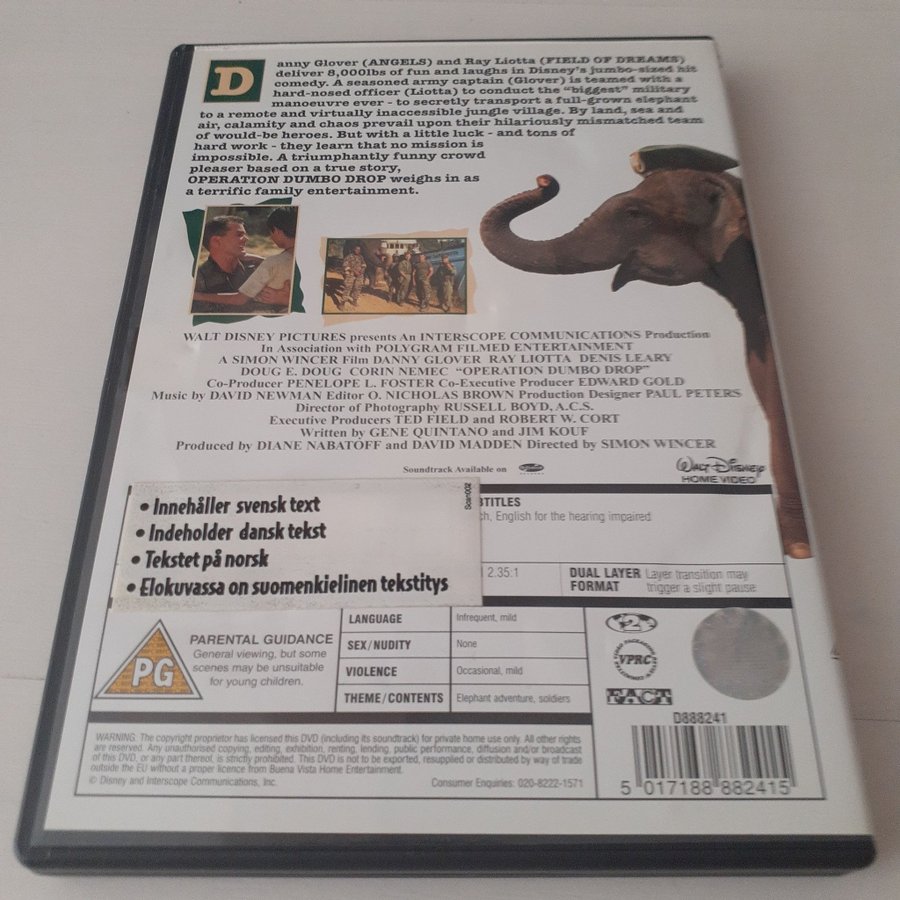 Danny Glover (ANGELS) and Ray Liotta (FIELD OF DREAMS)
deliver 8,000lbs of fun and laughs in Disney's jumbo-sized hit
comedy. A seasoned army captain (Glover) is teamed with a
hard-nosed officer (Liotta) to conduct the "biggest" military
manoeuvre ever - to secretly transport a full-grown elephant
to a remote and virtually inaccessible jungle village. By land, sea and
air, calamity and chaos prevail upon their hilariously mismatched team
of would-be heroes. But with a little luck - and tons of
hard work - they learn that no mission is
impossible. A triumphantly funny crowd
pleaser based on a true story,
OPERATION DUMBO DROP weighs in as
a terrific family entertainment.
WALT DISNEY PICTURES presents An INTERSCOPE COMMUNICATIONS Production
In Association with POLYGRAM FILMED ENTERTAINMENT
A SIMON WINCER Film DANNY GLOVER RAY LIOTTA DENIS LEARY
DOUG E. DOUG CORIN NEMEC "OPERATION DUMBO DROP"
Co-Producer PENELOPE L. FOSTER Co-Executive Producer EDWARD GOLD
Music by DAVID NEWMAN Editor O. NICHOLAS BROWN Production Designer PAUL PETERS
Director of Photography RUSSELL BOYD, A.C.S.
Executive Producers TED FIELD and ROBERT W. CORT
Written by GENE QUINTANO and JIM KOUF
Produced by DIANE NABATOFF and DAVID MADDEN Directed by SIMON WINCER
Soundtrack Available on
WALT DISNEY
HOME VIDEO
• Innehåller svensk text
• Indeholder dansk tekst
• Tekstet på norsk
• Elokuvassa on suomenkielinen tekstitys
Scan002
BTITLES
ch, English for the hearing impaired
2.35:1
DUAL LAYER FORMAT Layer transition may
trigger a slight pause
PG
PARENTAL GUIDANCE
General viewing, but some
scenes may be unsuitable
for young children.
LANGUAGE Infrequent, mild
SEX/NUDITY None
VIOLENCE Occasional, mild
THEME/CONTENTS Elephant adventure, soldiers
2
VPRC
FACT
WARNING: The copyright proprietor has licensed this DVD (including its soundtrack) for private home use only. All other rights
are reserved. Any unauthorised copying, editing, exhibition, renting, lending, public performance, diffusion and/or broadcast
of this DVD, or any part thereof, is strictly prohibited. This DVD is not to be exported, resupplied or distributed by way of trade
outside the EU without a proper licence from Buena Vista Home Entertainment.
© Disney and Interscope Communications, Inc.
Consumer Enquiries: 020-8222-1571
D888241
5 017188 882415